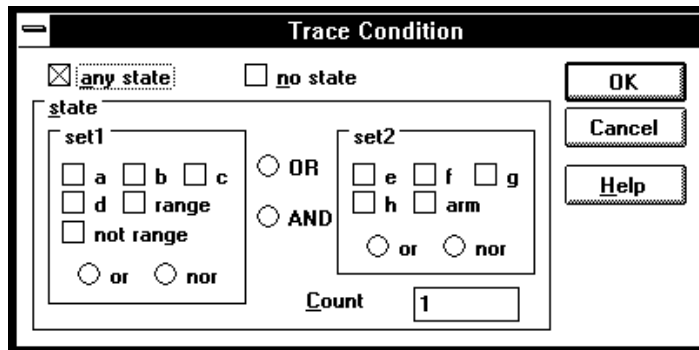 Trace Condition
any state
no state
OK
Cancel
Help
state
set1
a b c
d range
not range
or nor
OR
AND
set2
e f g
h arm
or nor
Count 1